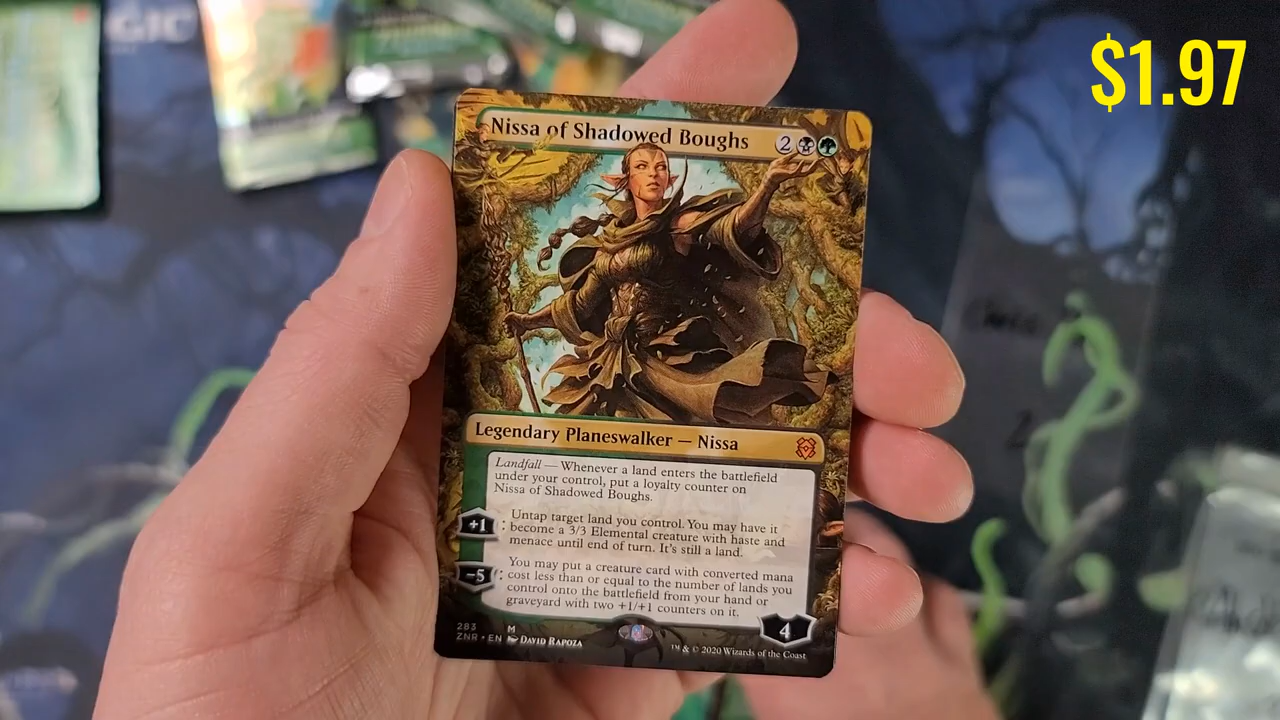 $1.97
Nissa of Shadowed Boughs 2
Legendary Planeswalker — Nissa
Landfall — Whenever a land enters the battlefield
under your control, put a loyalty counter on
Nissa of Shadowed Boughs.
+1: Untap target land you control. You may have it
become a 3/3 Elemental creature with haste and
menace until end of turn. It's still a land.
−5: You may put a creature card with converted mana
cost less than or equal to the number of lands you
control onto the battlefield from your hand or
graveyard with two +1/+1 counters on it.
4
283 M
ZNR • EN David Rapoza
™ & © 2020 Wizards of the Coast